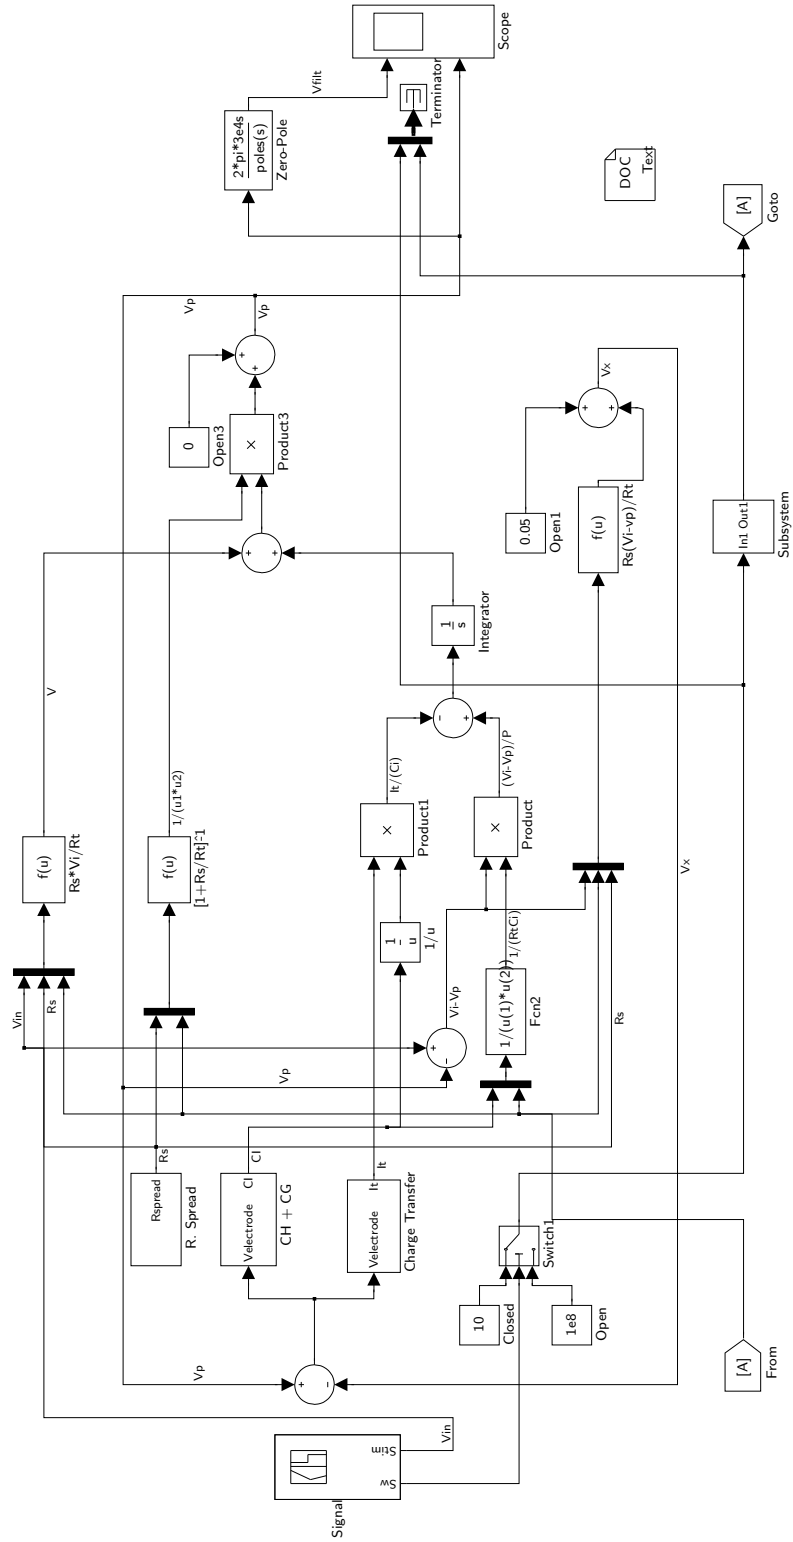 Signal
Sw
Stim
Vin
Vp
+
-
Velectrode
CI
CH + CG
CI
Velectrode
It
Charge Transfer
It
Rspread
R. Spread
Rs
10
Closed
1e8
Open
Switch1
[A]
From
Vp
+
-
Vi-Vp
1/(u(1)*u(2))
Fcn2
1/(RtCi)
Rs
Vin
Rs
f(u)
Rs*Vi/Rt
V
f(u)
[1+Rs/Rt]^-1
1/(u1*u2)
1
u
1/u
×
Product1
It/(Ci)
×
Product
(Vi-Vp)/P
-
+
1
s
Integrator
Vx
+
+
0
Open3
×
Product3
+
+
Vp
Vp
0.05
Open1
f(u)
Rs(Vi-vp)/Rt
+
+
Vx
In1 Out1
Subsystem
[A]
Goto
DOC
Text
2*pi*3e4s
poles(s)
Zero-Pole
Vfilt
Terminator
Scope